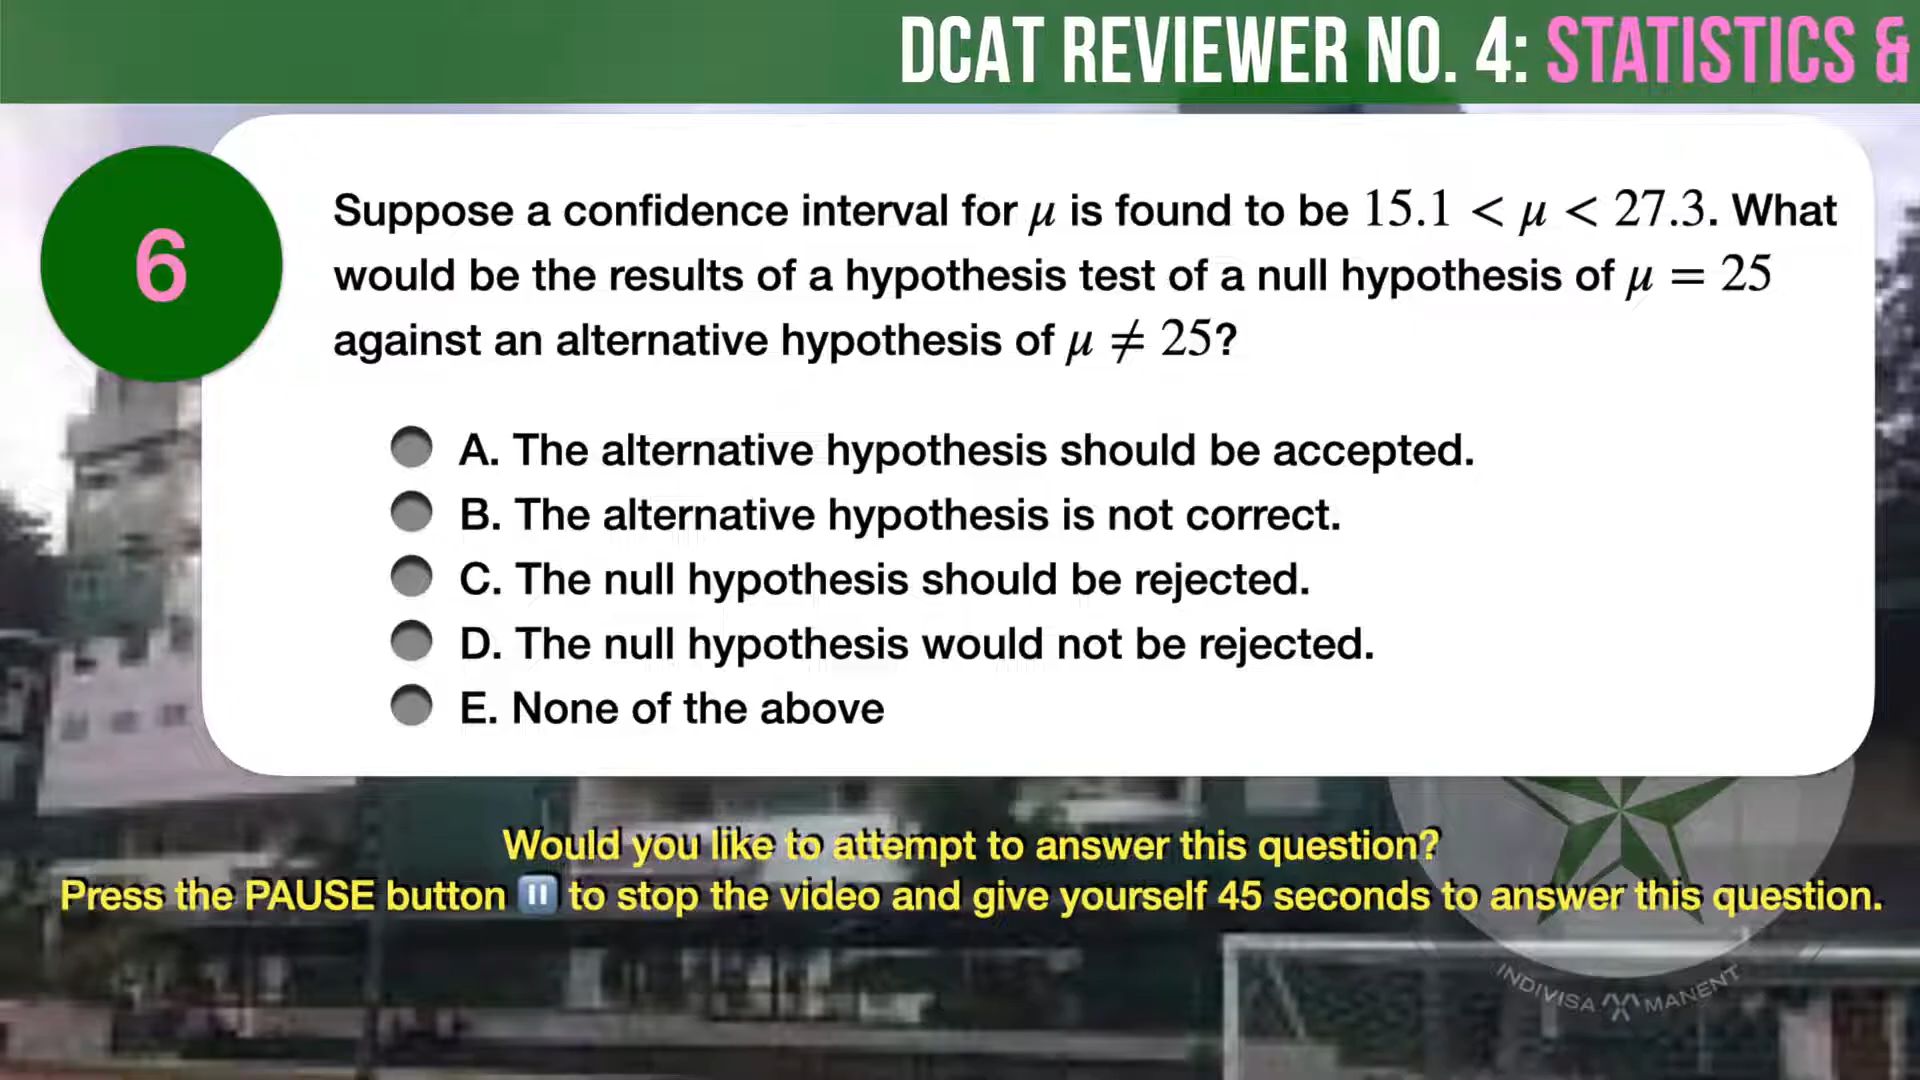 DCAT REVIEWER NO. 4: STATISTICS &
6
Suppose a confidence interval for μ is found to be 15.1 < μ < 27.3. What
would be the results of a hypothesis test of a null hypothesis of μ = 25
against an alternative hypothesis of μ ≠ 25?
A. The alternative hypothesis should be accepted.
B. The alternative hypothesis is not correct.
C. The null hypothesis should be rejected.
D. The null hypothesis would not be rejected.
E. None of the above
Would you like to attempt to answer this question?
Press the PAUSE button ⏸ to stop the video and give yourself 45 seconds to answer this question.
INDIVISA MANENT